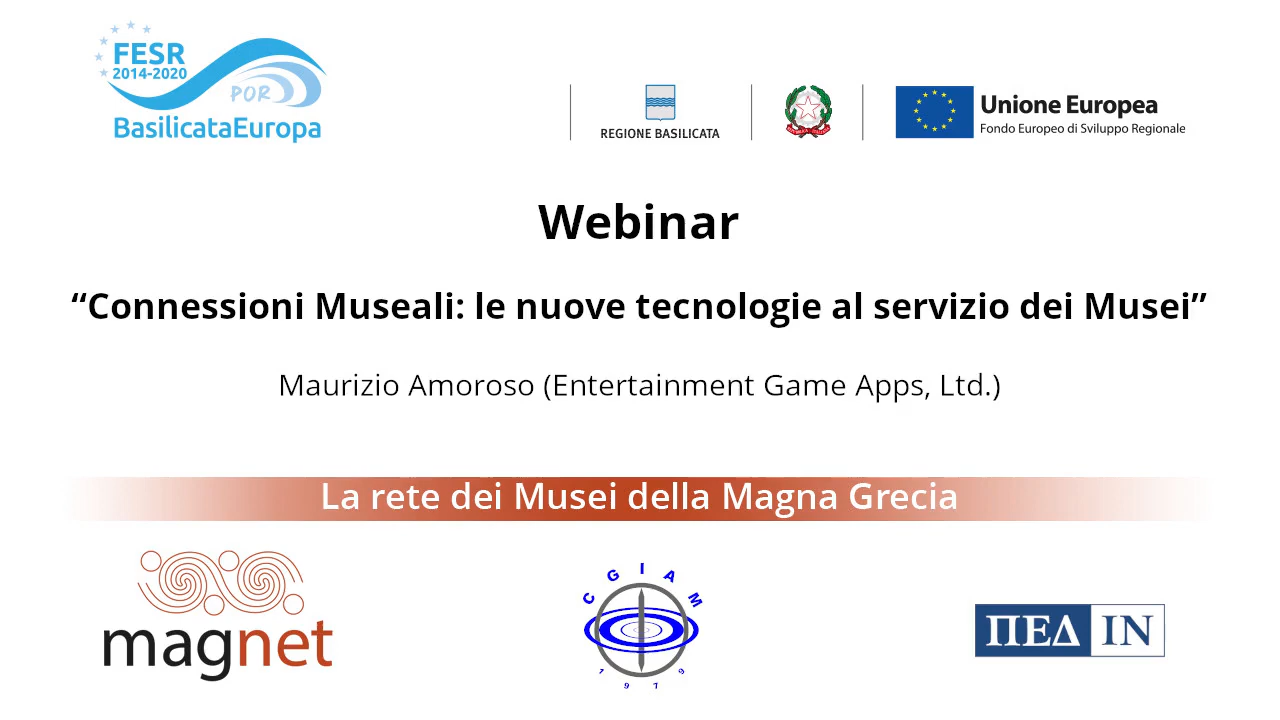 FESR
2014-2020
POR
BasilicataEuropa
REGIONE BASILICATA
Unione Europea
Fondo Europeo di Sviluppo Regionale
Webinar
“Connessioni Museali: le nuove tecnologie al servizio dei Musei”
Maurizio Amoroso (Entertainment Game Apps, Ltd.)
La rete dei Musei della Magna Grecia
magnet
CGIAM
1979
ΠΕΔ IN